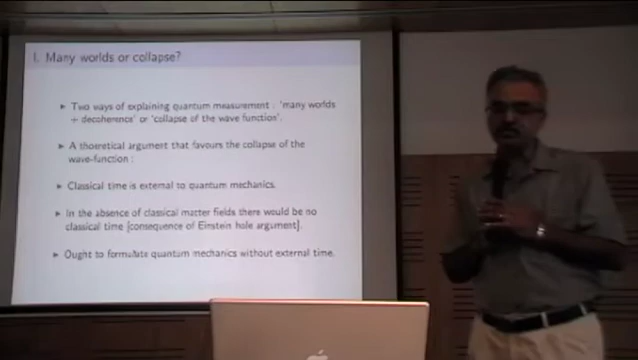 I. Many worlds or collapse?
► Two ways of explaining quantum measurement : 'many worlds
+ decoherence' or 'collapse of the wave function'.
► A theoretical argument that favours the collapse of the
wave-function :
► Classical time is external to quantum mechanics.
► In the absence of classical matter fields there would be no
classical time [consequence of Einstein hole argument].
► Ought to formulate quantum mechanics without external time.